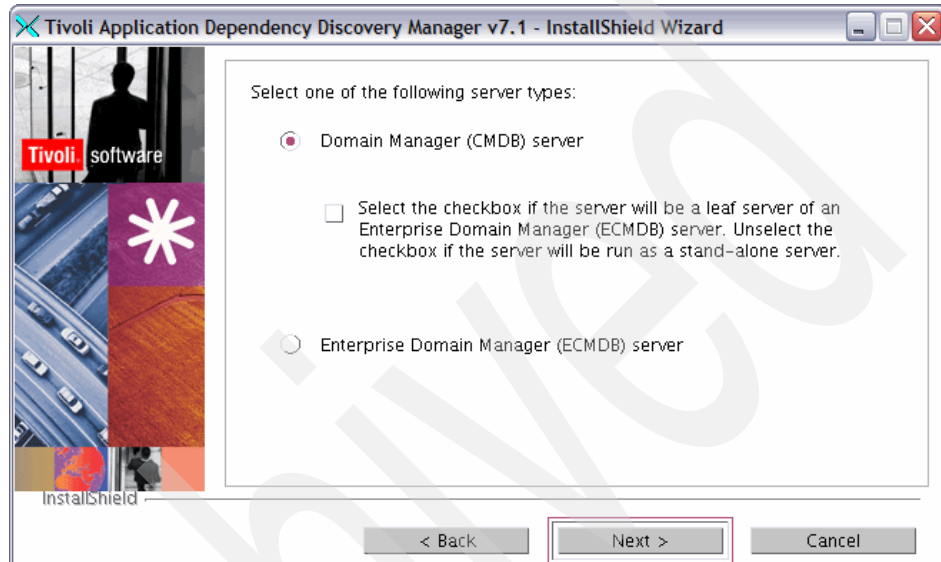 Tivoli Application Dependency Discovery Manager v7.1 - InstallShield Wizard
Select one of the following server types:
Tivoli. software
Domain Manager (CMDB) server
Select the checkbox if the server will be a leaf server of an
Enterprise Domain Manager (ECMDB) server. Unselect the
checkbox if the server will be run as a stand-alone server.
Enterprise Domain Manager (ECMDB) server
InstallShield
< Back
Next >
Cancel